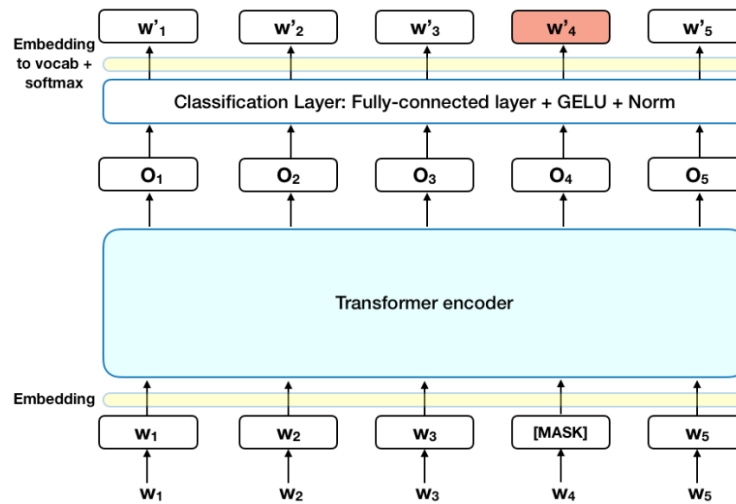 w'₁ w'₂ w'₃ w'₄ w'₅
Embedding
to vocab +
softmax
Classification Layer: Fully-connected layer + GELU + Norm
O₁ O₂ O₃ O₄ O₅
Transformer encoder
Embedding
w₁ w₂ w₃ [MASK] w₅
w₁ w₂ w₃ w₄ w₅